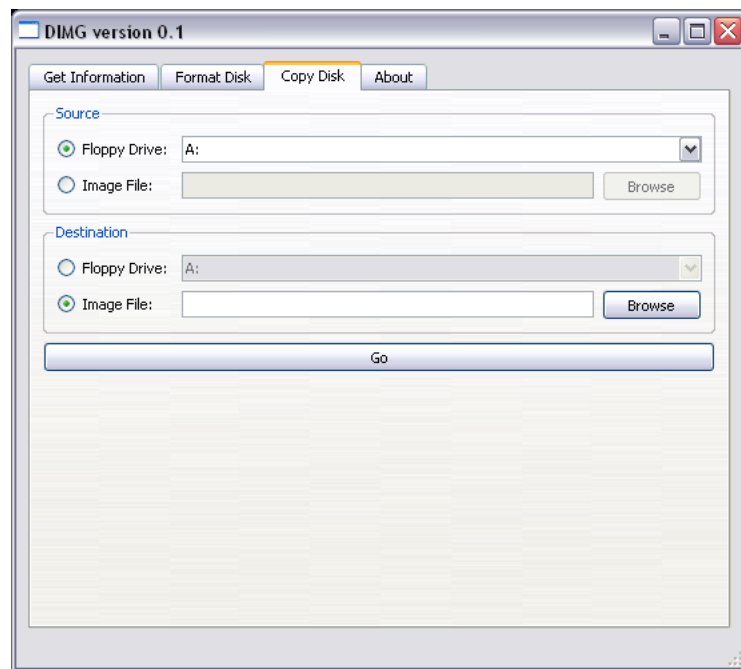 DIMG version 0.1
Get Information Format Disk Copy Disk About
Source
Floppy Drive: A:
Image File: Browse
Destination
Floppy Drive: A:
Image File: Browse
Go